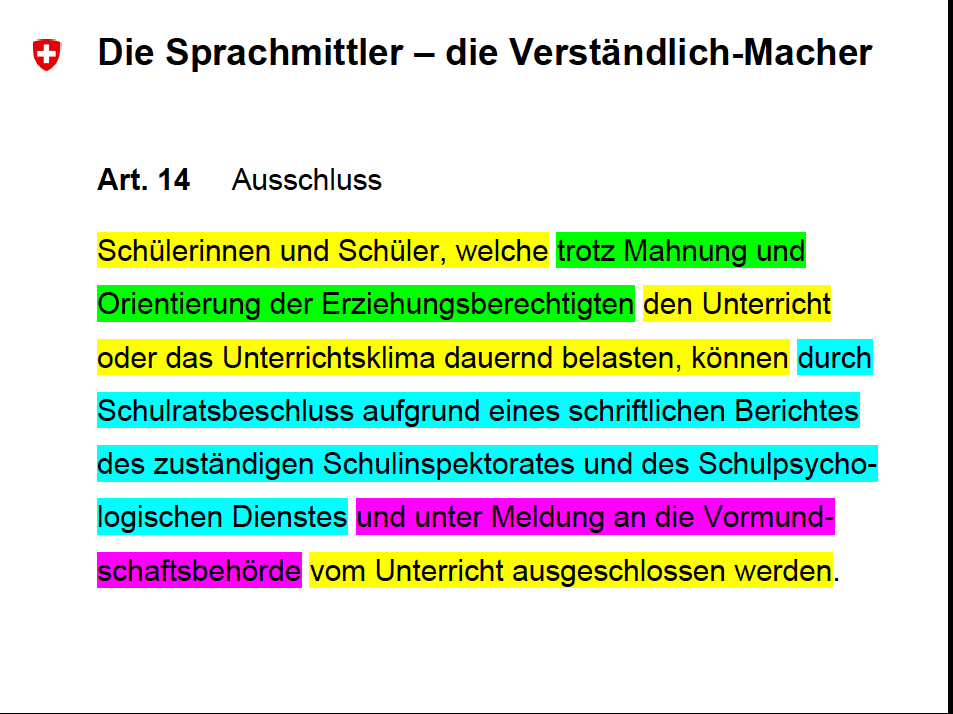 Die Sprachmittler – die Verständlich-Macher
Art. 14 Ausschluss
Schülerinnen und Schüler, welche trotz Mahnung und
Orientierung der Erziehungsberechtigten den Unterricht
oder das Unterrichtsklima dauernd belasten, können durch
Schulratsbeschluss aufgrund eines schriftlichen Berichtes
des zuständigen Schulinspektorates und des Schulpsycho-
logischen Dienstes und unter Meldung an die Vormund-
schaftsbehörde vom Unterricht ausgeschlossen werden.